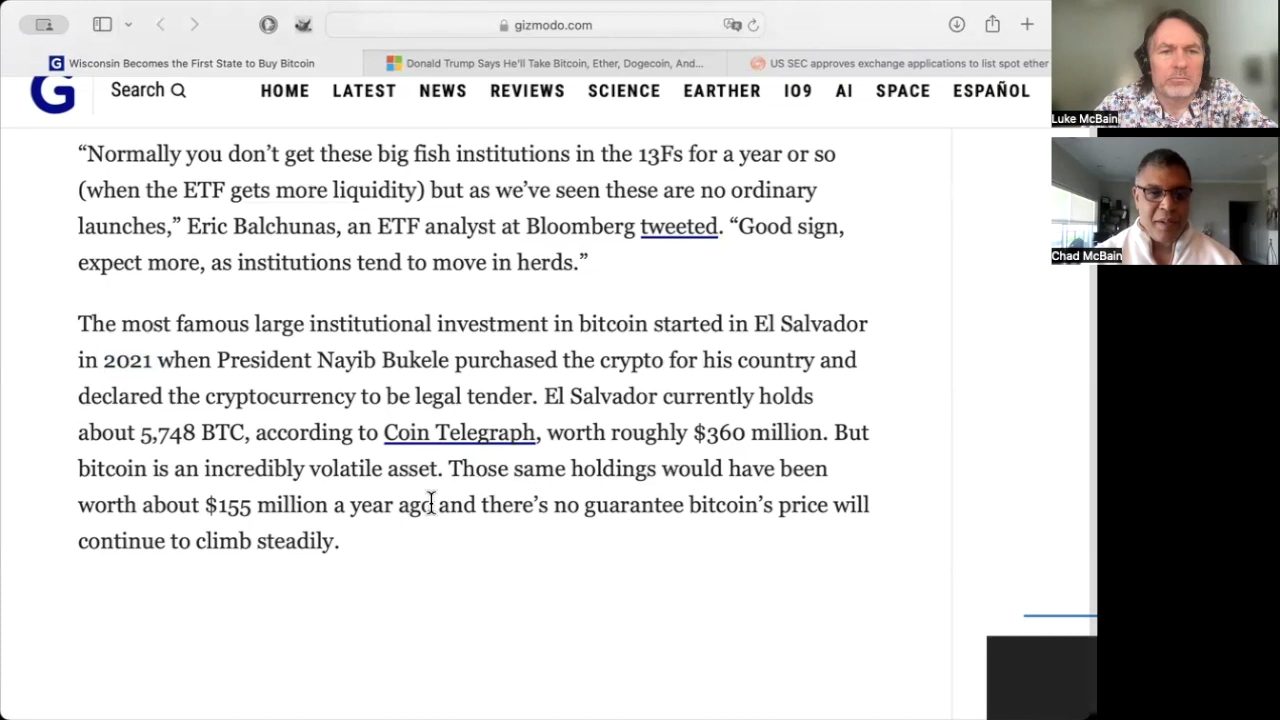 gizmodo.com
Wisconsin Becomes the First State to Buy Bitcoin
Donald Trump Says He'll Take Bitcoin, Ether, Dogecoin, And...
US SEC approves exchange applications to list spot ether
G
Search
HOME LATEST NEWS REVIEWS SCIENCE EARTHER IO9 AI SPACE ESPAÑOL
“Normally you don’t get these big fish institutions in the 13Fs for a year or so
(when the ETF gets more liquidity) but as we’ve seen these are no ordinary
launches,” Eric Balchunas, an ETF analyst at Bloomberg tweeted. “Good sign,
expect more, as institutions tend to move in herds.”
The most famous large institutional investment in bitcoin started in El Salvador
in 2021 when President Nayib Bukele purchased the crypto for his country and
declared the cryptocurrency to be legal tender. El Salvador currently holds
about 5,748 BTC, according to Coin Telegraph, worth roughly $360 million. But
bitcoin is an incredibly volatile asset. Those same holdings would have been
worth about $155 million a year ago and there’s no guarantee bitcoin’s price will
continue to climb steadily.
Luke McBain
Chad McBain